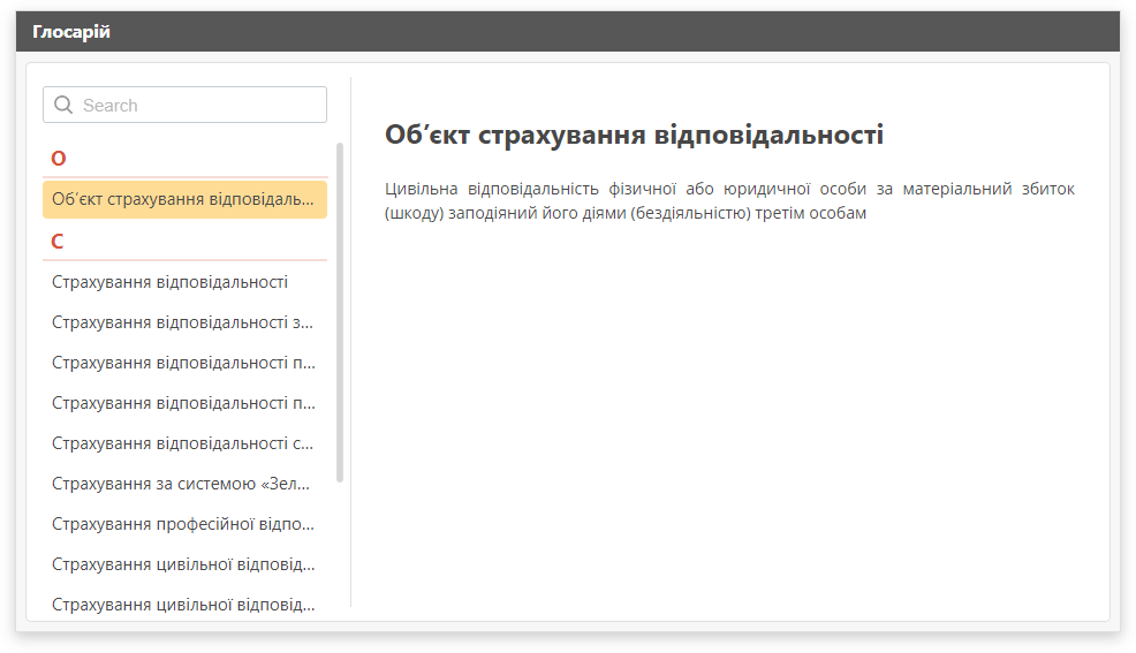 Глосарій
Search
О
Об’єкт страхування відповідаль...
С
Страхування відповідальності
Страхування відповідальності з...
Страхування відповідальності п...
Страхування відповідальності п...
Страхування відповідальності с...
Страхування за системою «Зел...
Страхування професійної відпо...
Страхування цивільної відповід...
Страхування цивільної відповід...
Об’єкт страхування відповідальності
Цивільна відповідальність фізичної або юридичної особи за матеріальний збиток
(шкоду) заподіяний його діями (бездіяльністю) третім особам